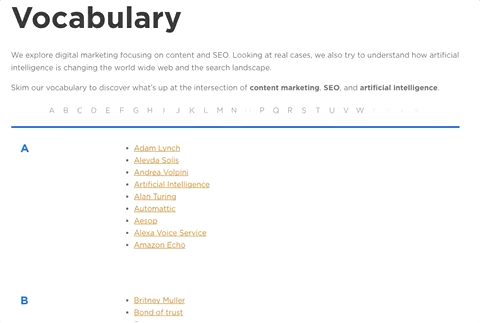 Vocabulary
We explore digital marketing focusing on content and SEO. Looking at real cases, we also try to understand how artificial
intelligence is changing the world wide web and the search landscape.
Skim our vocabulary to discover what's up at the intersection of content marketing, SEO, and artificial intelligence.
A B C D E F G H I J K L M N P Q R S T U V W
A
Adam Lynch
Aleyda Solis
Andrea Volpini
Artificial Intelligence
Alan Turing
Automattic
Aesop
Alexa Voice Service
Amazon Echo
B
Britney Muller
Bond of trust